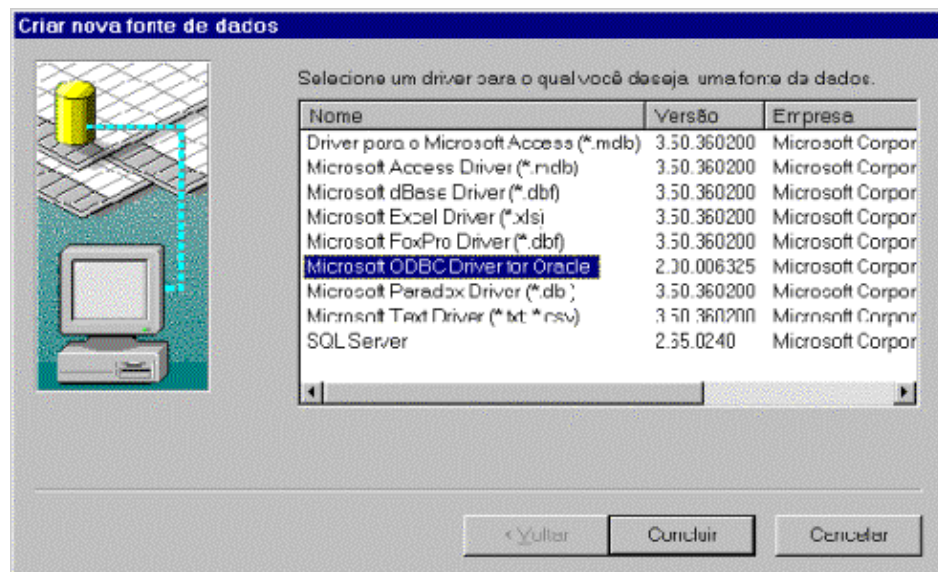 Criar nova fonte de dados
Selecione um driver para o qual você deseja uma fonte de dados.
Nome Versão Empresa
Driver para o Microsoft Access (*.mdb) 3.50.360200 Microsoft Corpor
Microsoft Access Driver (*.mdb) 3.50.360200 Microsoft Corpor
Microsoft dBase Driver (*.dbf) 3.50.360200 Microsoft Corpor
Microsoft Excel Driver (*.xls) 3.50.360200 Microsoft Corpor
Microsoft FoxPro Driver (*.dbf) 3.50.360200 Microsoft Corpor
Microsoft ODBC Driver for Oracle 2.00.006325 Microsoft Corpor
Microsoft Paradox Driver (*.db ) 3.50.360200 Microsoft Corpor
Microsoft Text Driver (*.txt; *.csv) 3.50.360200 Microsoft Corpor
SQL Server 2.65.0240 Microsoft Corpor
< Voltar Concluir Cancelar